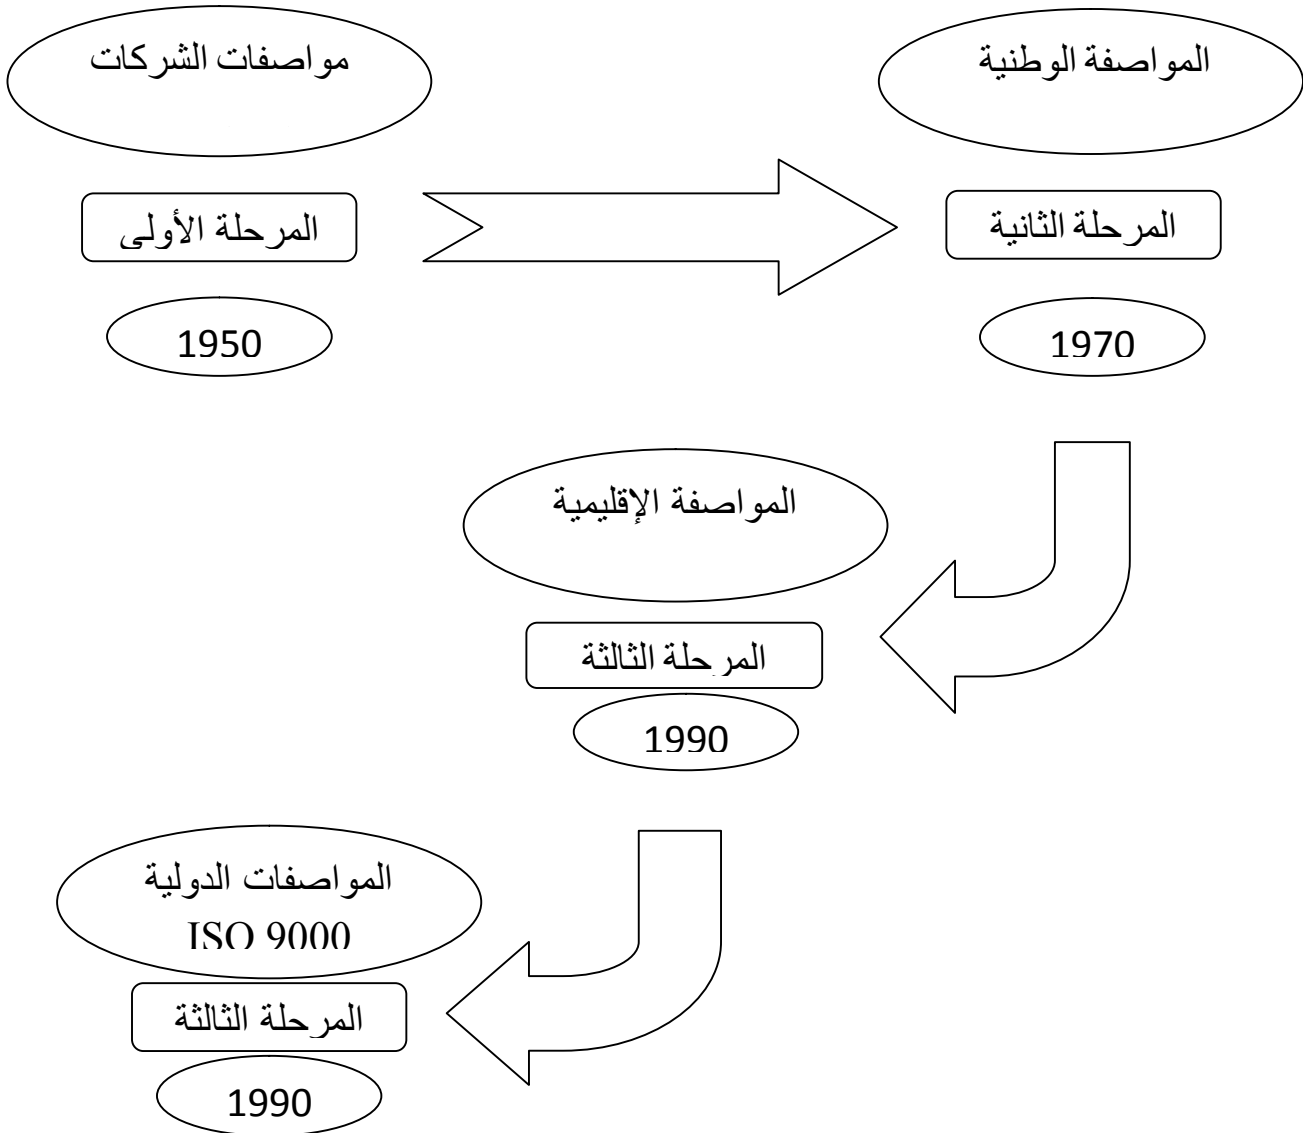 مواصفات الشركات
المرحلة الأولى
1950
المواصفة الوطنية
المرحلة الثانية
1970
المواصفة الإقليمية
المرحلة الثالثة
1990
المواصفات الدولية
ISO 9000
المرحلة الثالثة
1990